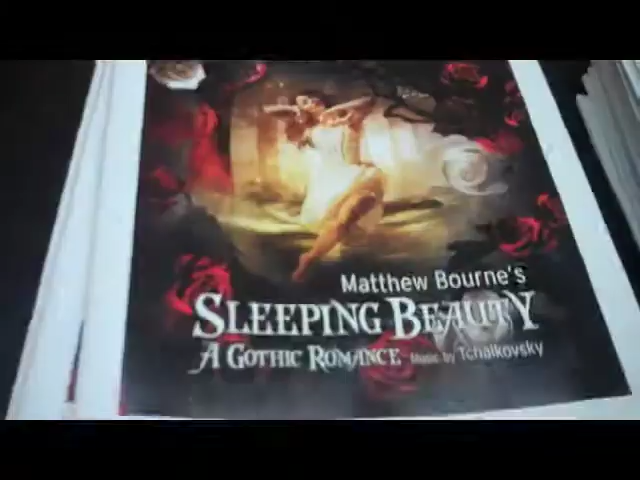 Matthew Bourne's
SLEEPING BEAUTY
A GOTHIC ROMANCE Music by Tchaikovsky